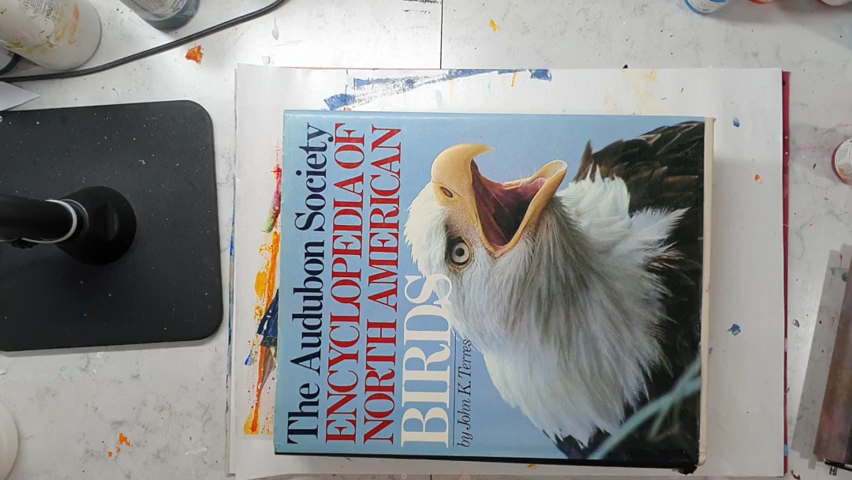 The Audubon Society
ENCYCLOPEDIA OF
NORTH AMERICAN
BIRDS
by John K. Terres